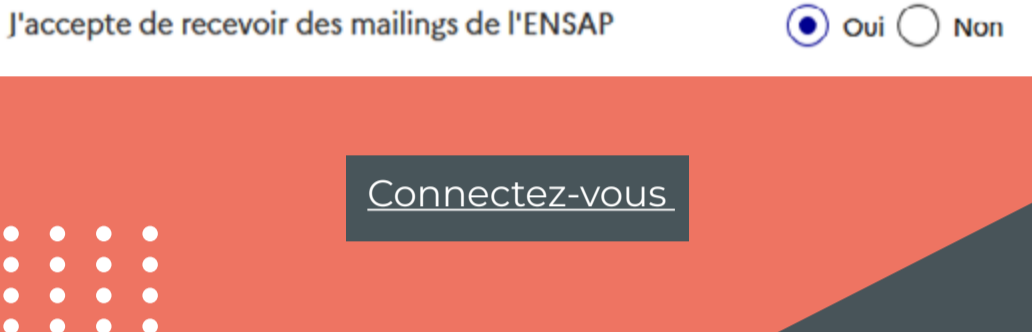 J'accepte de recevoir des mailings de l'ENSAP Oui Non
Connectez-vous